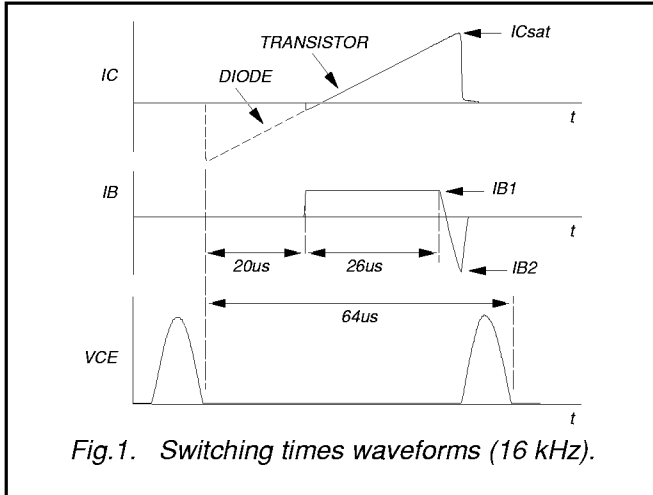 ICsat
TRANSISTOR
IC
DIODE
t
IB
IB1
t
20us
26us
IB2
64us
VCE
t
Fig.1. Switching times waveforms (16 kHz).